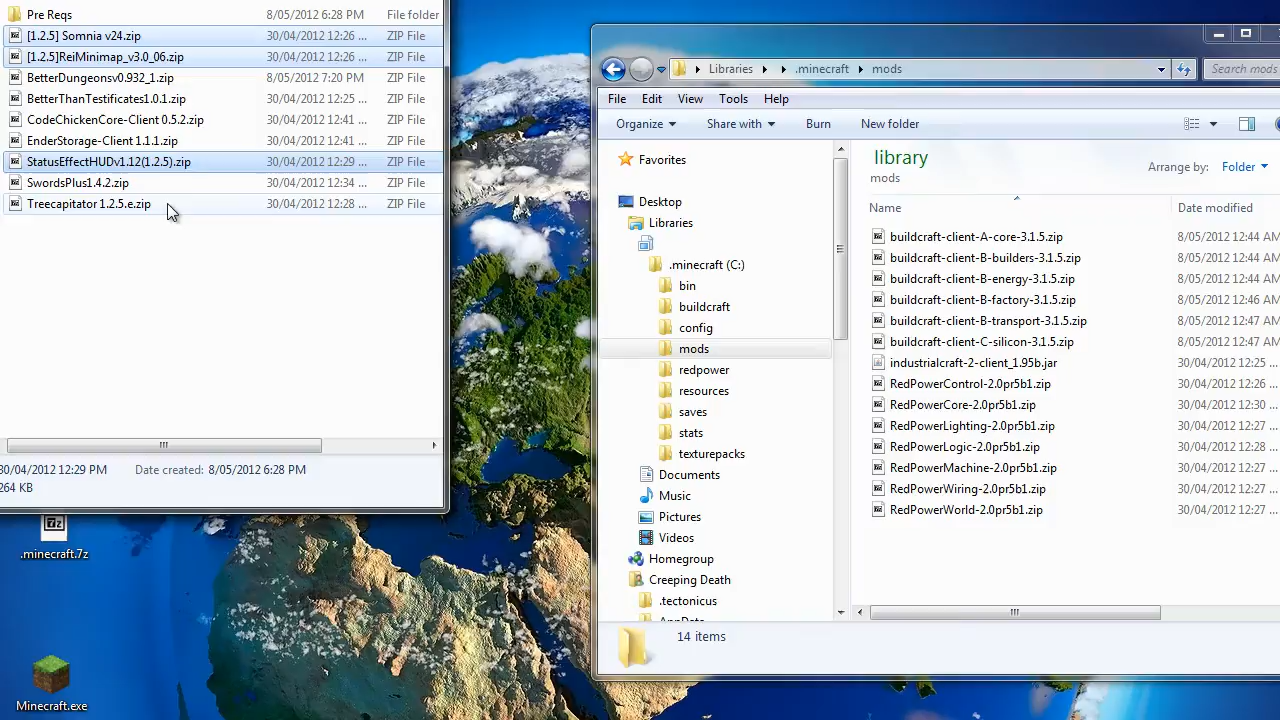 Pre Reqs 8/05/2012 6:28 PM File folder
[1.2.5] Somnia v24.zip 30/04/2012 12:26 ... ZIP File
[1.2.5]ReiMinimap_v3.0_06.zip 30/04/2012 12:26 ... ZIP File
BetterDungeonsv0.932_1.zip 8/05/2012 7:20 PM ZIP File
BetterThanTestificates1.0.1.zip 30/04/2012 12:25 ... ZIP File
CodeChickenCore-Client 0.5.2.zip 30/04/2012 12:41 ... ZIP File
EnderStorage-Client 1.1.1.zip 30/04/2012 12:41 ... ZIP File
StatusEffectHUDv1.12(1.2.5).zip 30/04/2012 12:29 ... ZIP File
SwordsPlus1.4.2.zip 30/04/2012 12:34 ... ZIP File
Treecapitator 1.2.5.e.zip 30/04/2012 12:28 ... ZIP File
30/04/2012 12:29 PM Date created: 8/05/2012 6:28 PM
264 KB
7z
.minecraft.7z
Minecraft.exe
Libraries .minecraft mods
Search mods
File Edit View Tools Help
Organize Share with Burn New folder
Favorites
Desktop
Libraries
.minecraft (C:)
bin
buildcraft
config
mods
redpower
resources
saves
stats
texturepacks
Documents
Music
Pictures
Videos
Homegroup
Creeping Death
.tectonicus
AppData
library
mods
Arrange by: Folder
Name Date modified
buildcraft-client-A-core-3.1.5.zip 8/05/2012 12:44 AM
buildcraft-client-B-builders-3.1.5.zip 8/05/2012 12:44 AM
buildcraft-client-B-energy-3.1.5.zip 8/05/2012 12:44 AM
buildcraft-client-B-factory-3.1.5.zip 8/05/2012 12:46 AM
buildcraft-client-B-transport-3.1.5.zip 8/05/2012 12:47 AM
buildcraft-client-C-silicon-3.1.5.zip 8/05/2012 12:47 AM
industrialcraft-2-client_1.95b.jar 30/04/2012 12:25 ...
RedPowerControl-2.0pr5b1.zip 30/04/2012 12:26 ...
RedPowerCore-2.0pr5b1.zip 30/04/2012 12:30 ...
RedPowerLighting-2.0pr5b1.zip 30/04/2012 12:27 ...
RedPowerLogic-2.0pr5b1.zip 30/04/2012 12:28 ...
RedPowerMachine-2.0pr5b1.zip 30/04/2012 12:27 ...
RedPowerWiring-2.0pr5b1.zip 30/04/2012 12:27 ...
RedPowerWorld-2.0pr5b1.zip 30/04/2012 12:27 ...
14 items